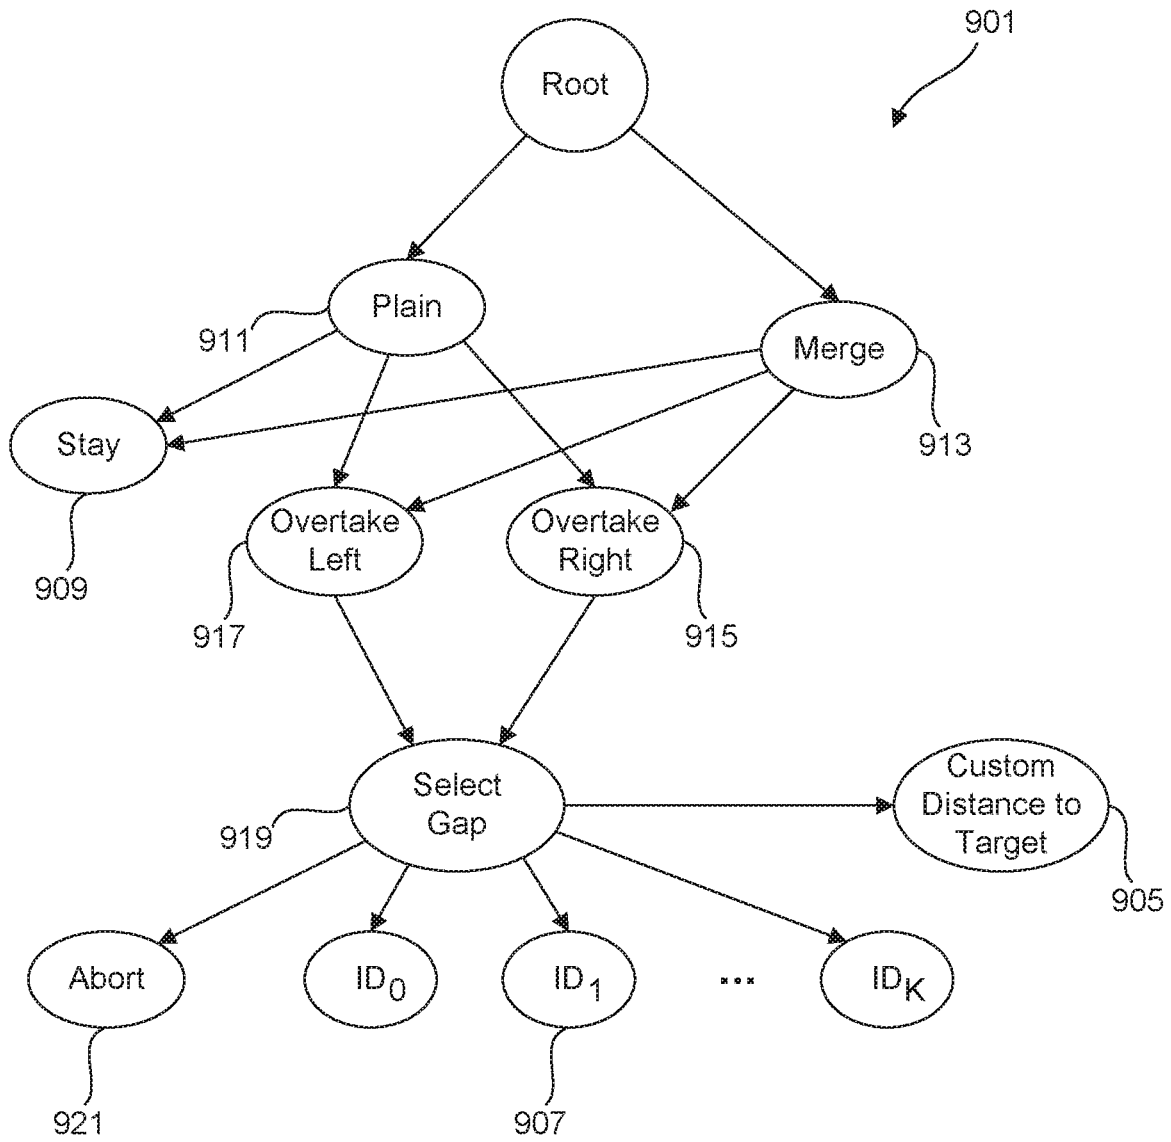 901
Root
Plain
911
Merge
913
Stay
909
Overtake
Left
917
Overtake
Right
915
Select
Gap
919
Custom
Distance to
Target
905
Abort
921
ID0
ID1
907
...
IDK